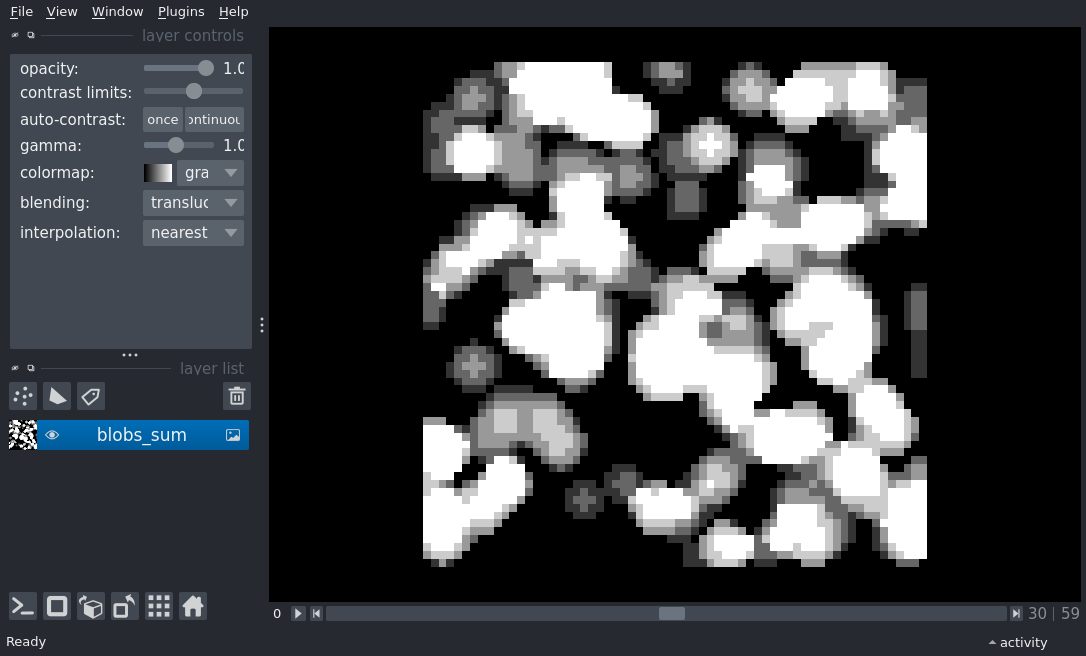 File View Window Plugins Help
layer controls
opacity: 1.0
contrast limits:
auto-contrast: once ontinuou
gamma: 1.0
colormap: gra
blending: transluc
interpolation: nearest
layer list
blobs_sum
0 30 | 59
Ready activity